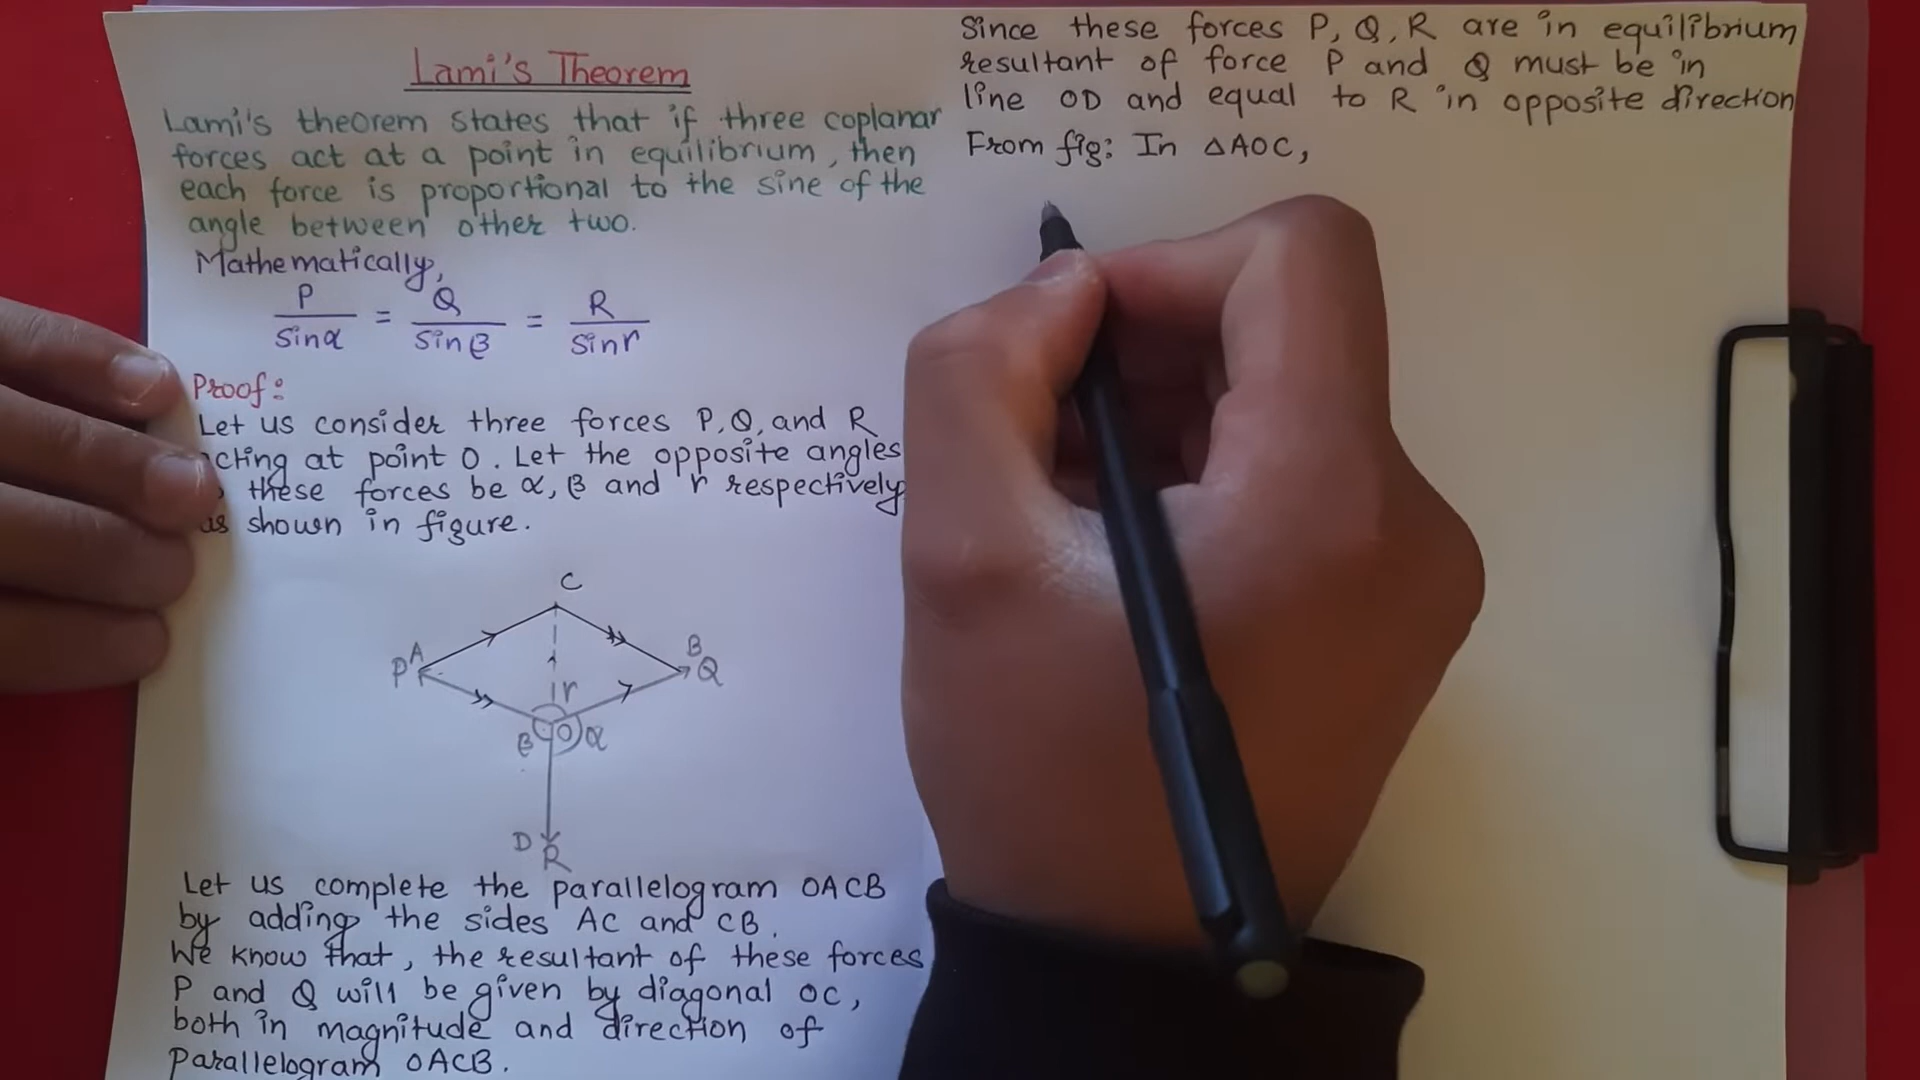 Lami's Theorem
Lami's theorem states that if three coplanar
forces act at a point in equilibrium, then
each force is proportional to the sine of the
angle between other two.
Mathematically,
P/sinα = Q/sinβ = R/sinr
Proof:
Let us consider three forces P, Q, and R
cting at point O. Let the opposite angles
these forces be α, β and r respectively
as shown in figure.
C
A
P
B
Q
r
β O α
D
R
Let us complete the parallelogram OACB
by adding the sides AC and CB.
We know that, the resultant of these forces
P and Q will be given by diagonal OC,
both in magnitude and direction of
parallelogram OACB.
Since these forces P, Q, R are in equilibrium
resultant of force P and Q must be in
line OD and equal to R in opposite direction
From fig: In ΔAOC,